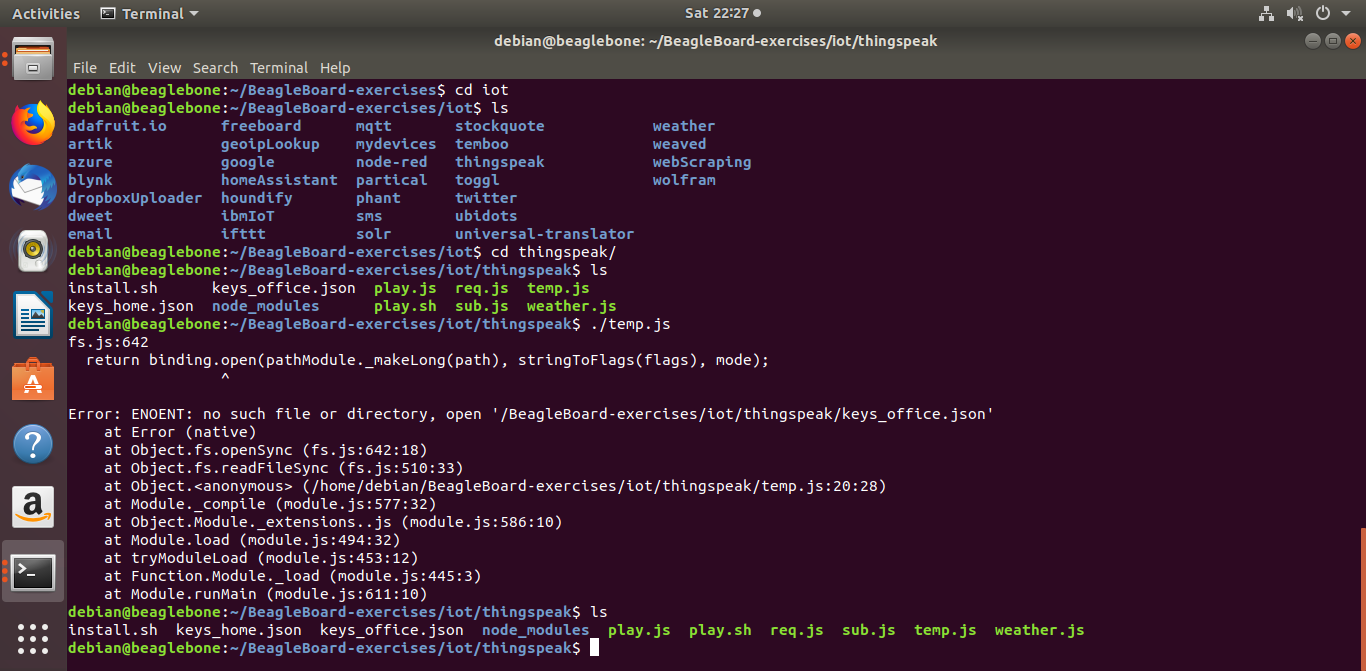 Activities Terminal Sat 22:27
debian@beaglebone: ~/BeagleBoard-exercises/iot/thingspeak
File Edit View Search Terminal Help
debian@beaglebone:~/BeagleBoard-exercises$ cd iot
debian@beaglebone:~/BeagleBoard-exercises/iot$ ls
adafruit.io freeboard mqtt stockquote weather
artik geoipLookup mydevices temboo weaved
azure google node-red thingspeak webScraping
blynk homeAssistant partical toggl wolfram
dropboxUploader houndify phant twitter
dweet ibmIoT sms ubidots
email ifttt solr universal-translator
debian@beaglebone:~/BeagleBoard-exercises/iot$ cd thingspeak/
debian@beaglebone:~/BeagleBoard-exercises/iot/thingspeak$ ls
install.sh keys_office.json play.js req.js temp.js
keys_home.json node_modules play.sh sub.js weather.js
debian@beaglebone:~/BeagleBoard-exercises/iot/thingspeak$ ./temp.js
fs.js:642
return binding.open(pathModule._makeLong(path), stringToFlags(flags), mode);
^
Error: ENOENT: no such file or directory, open '/BeagleBoard-exercises/iot/thingspeak/keys_office.json'
at Error (native)
at Object.fs.openSync (fs.js:642:18)
at Object.fs.readFileSync (fs.js:510:33)
at Object.<anonymous> (/home/debian/BeagleBoard-exercises/iot/thingspeak/temp.js:20:28)
at Module._compile (module.js:577:32)
at Object.Module._extensions..js (module.js:586:10)
at Module.load (module.js:494:32)
at tryModuleLoad (module.js:453:12)
at Function.Module._load (module.js:445:3)
at Module.runMain (module.js:611:10)
debian@beaglebone:~/BeagleBoard-exercises/iot/thingspeak$ ls
install.sh keys_home.json keys_office.json node_modules play.js play.sh req.js sub.js temp.js weather.js
debian@beaglebone:~/BeagleBoard-exercises/iot/thingspeak$